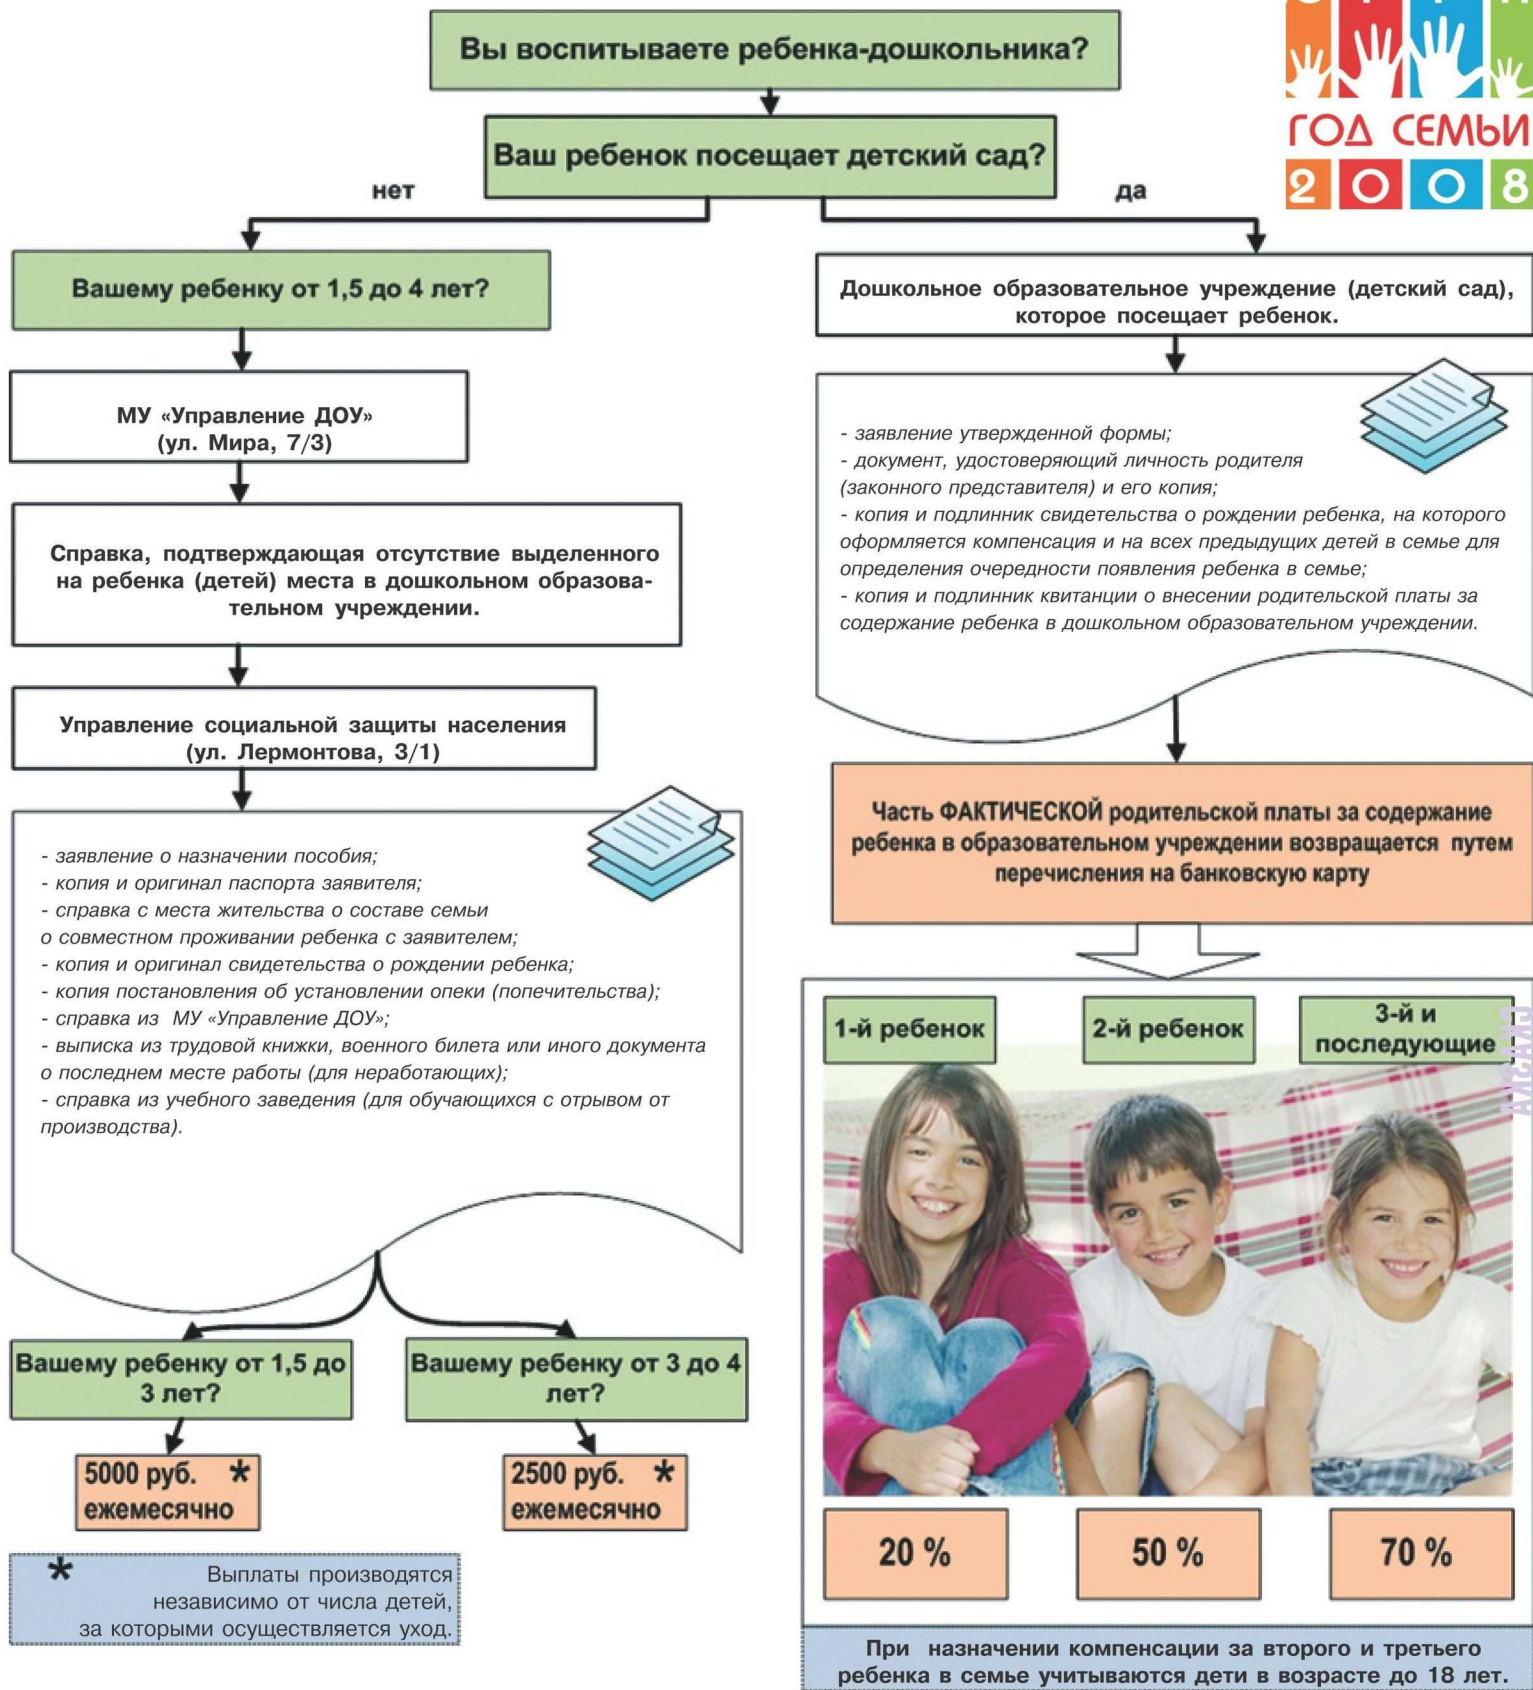 Вы воспитываете ребенка-дошкольника?
ГОД СЕМЬИ
2008
Ваш ребенок посещает детский сад?
нет
да
Вашему ребенку от 1,5 до 4 лет?
МУ «Управление ДОУ»
(ул. Мира, 7/3)
Справка, подтверждающая отсутствие выделенного
на ребенка (детей) места в дошкольном образова-
тельном учреждении.
Управление социальной защиты населения
(ул. Лермонтова, 3/1)
- заявление о назначении пособия;
- копия и оригинал паспорта заявителя;
- справка с места жительства о составе семьи
о совместном проживании ребенка с заявителем;
- копия и оригинал свидетельства о рождении ребенка;
- копия постановления об установлении опеки (попечительства);
- справка из МУ «Управление ДОУ»;
- выписка из трудовой книжки, военного билета или иного документа
о последнем месте работы (для неработающих);
- справка из учебного заведения (для обучающихся с отрывом от
производства).
Вашему ребенку от 1,5 до
3 лет?
5000 руб. *
ежемесячно
Вашему ребенку от 3 до 4
лет?
2500 руб. *
ежемесячно
* Выплаты производятся
независимо от числа детей,
за которыми осуществляется уход.
Дошкольное образовательное учреждение (детский сад),
которое посещает ребенок.
- заявление утвержденной формы;
- документ, удостоверяющий личность родителя
(законного представителя) и его копия;
- копия и подлинник свидетельства о рождении ребенка, на которого
оформляется компенсация и на всех предыдущих детей в семье для
определения очередности появления ребенка в семье;
- копия и подлинник квитанции о внесении родительской платы за
содержание ребенка в дошкольном образовательном учреждении.
Часть ФАКТИЧЕСКОЙ родительской платы за содержание
ребенка в образовательном учреждении возвращается путем
перечисления на банковскую карту
1-й ребенок
2-й ребенок
3-й и
последующие
20 %
50 %
70 %
При назначении компенсации за второго и третьего
ребенка в семье учитываются дети в возрасте до 18 лет.